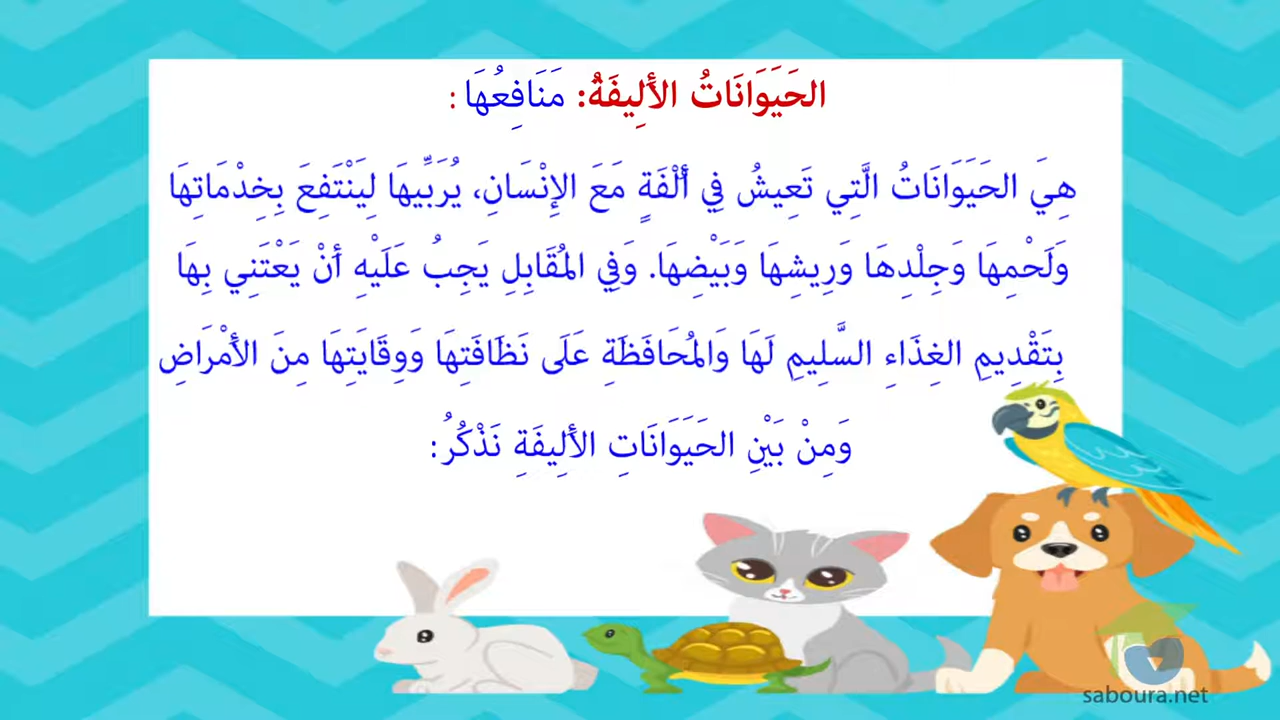 الحَيَوَانَاتُ الأَلِيفَةُ: مَنَافِعُهَا :
هِيَ الحَيَوَانَاتُ الَّتِي تَعِيشُ فِي أُلْفَةٍ مَعَ الإِنْسَانِ، يُرَبِّيهَا لِيَنْتَفِعَ بِخِدْمَاتِهَا
وَلَحْمِهَا وَجِلْدِهَا وَرِيشِهَا وَبَيْضِهَا. وَفِي المُقَابِلِ يَجِبُ عَلَيْهِ أَنْ يَعْتَنِي بِهَا
بِتَقْدِيمِ الغِذَاءِ السَّلِيمِ لَهَا وَالمُحَافَظَةِ عَلَى نَظَافَتِهَا وَوِقَايَتِهَا مِنَ الأَمْرَاضِ
وَمِنْ بَيْنِ الحَيَوَانَاتِ الأَلِيفَةِ نَذْكُرُ:
saboura.net